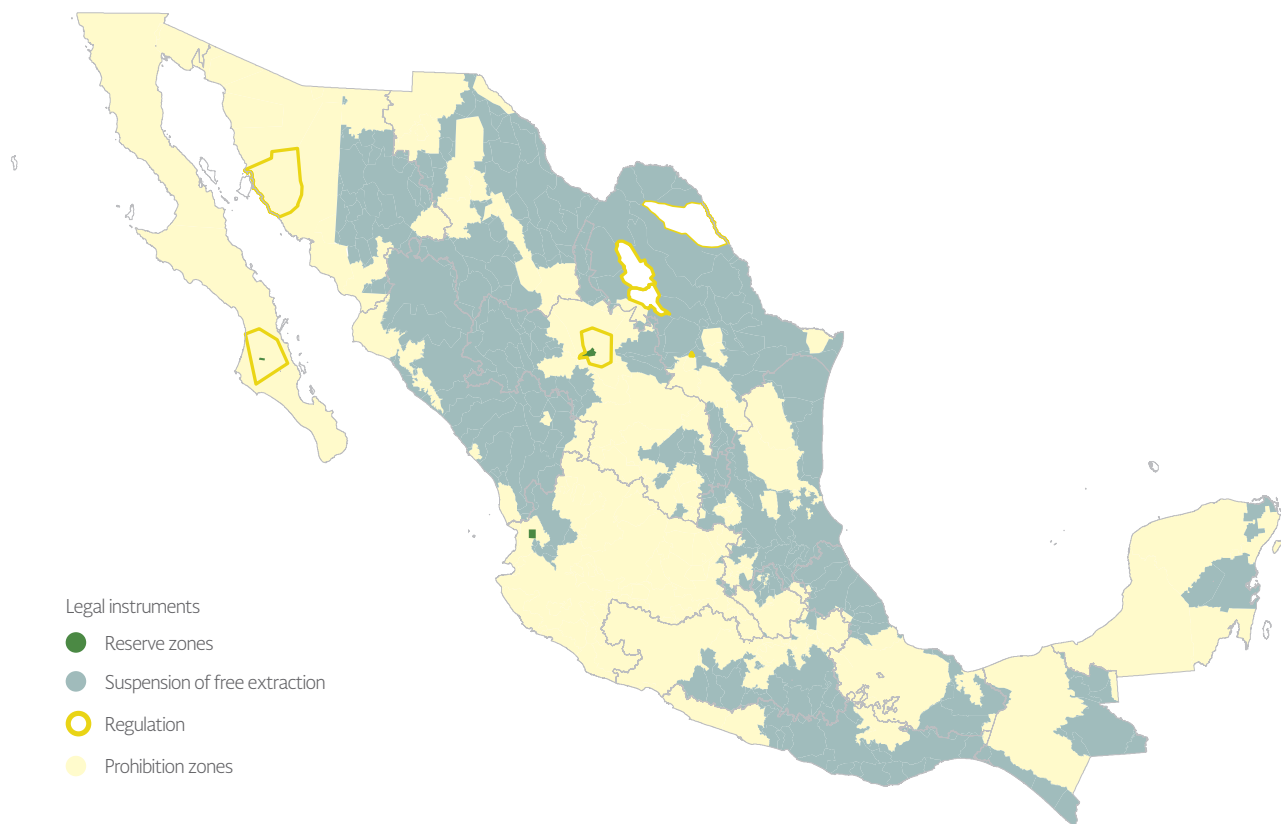 Legal instruments
Reserve zones
Suspension of free extraction
Regulation
Prohibition zones